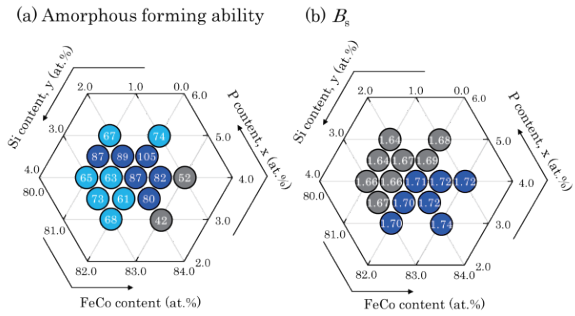 (a) Amorphous forming ability
(b) Bs
Si content, y (at.%)
P content, x (at.%)
FeCo content (at.%)
2.0 1.0 0.0
6.0
3.0
5.0
4.0
4.0
80.0
81.0
3.0
82.0 83.0 84.0
2.0
67 74
87 89 105
65 63 87 82 52
73 61 80
68 42
Si content, y (at.%)
P content, x (at.%)
FeCo content (at.%)
2.0 1.0 0.0
6.0
3.0
5.0
4.0
4.0
80.0
81.0
3.0
82.0 83.0 84.0
2.0
1.64 1.68
1.64 1.67 1.69
1.66 1.66 1.71 1.72 1.72
1.67 1.70 1.72
1.70 1.74